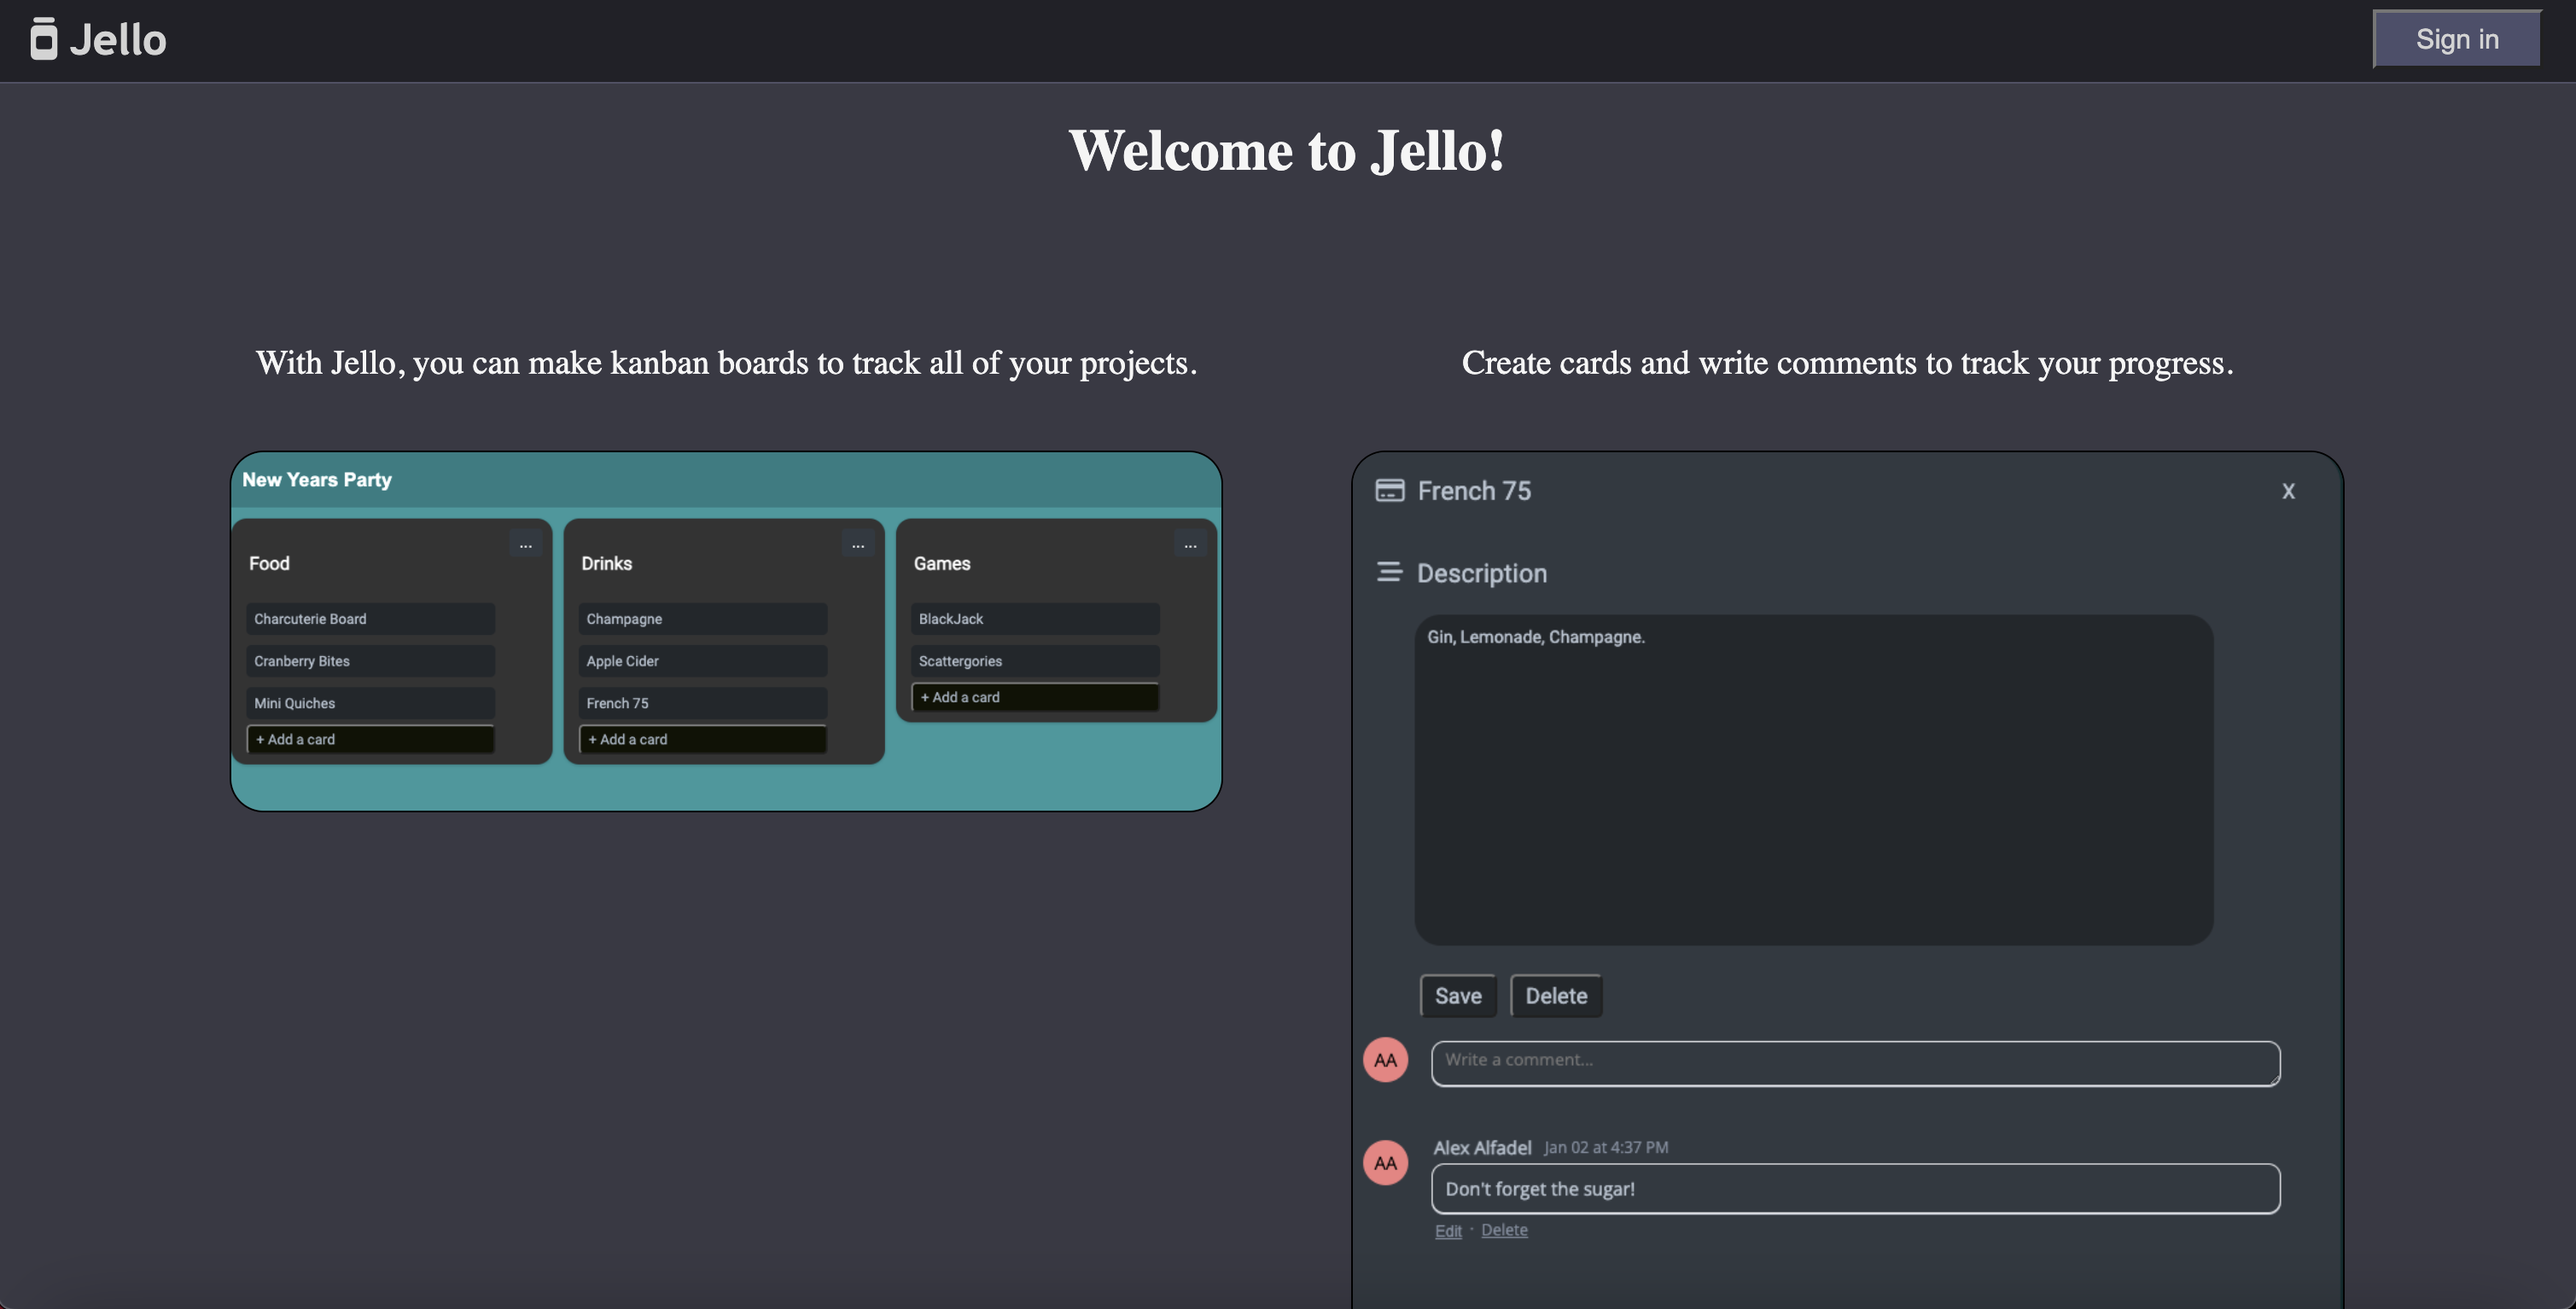 Jello
Sign in
Welcome to Jello!
With Jello, you can make kanban boards to track all of your projects.
New Years Party
...
Food
Charcuterie Board
Cranberry Bites
Mini Quiches
+ Add a card
...
Drinks
Champagne
Apple Cider
French 75
+ Add a card
...
Games
BlackJack
Scattergories
+ Add a card
Create cards and write comments to track your progress.
French 75
X
Description
Gin, Lemonade, Champagne.
Save Delete
AA
Write a comment...
AA
Alex Alfadel Jan 02 at 4:37 PM
Don't forget the sugar!
Edit · Delete